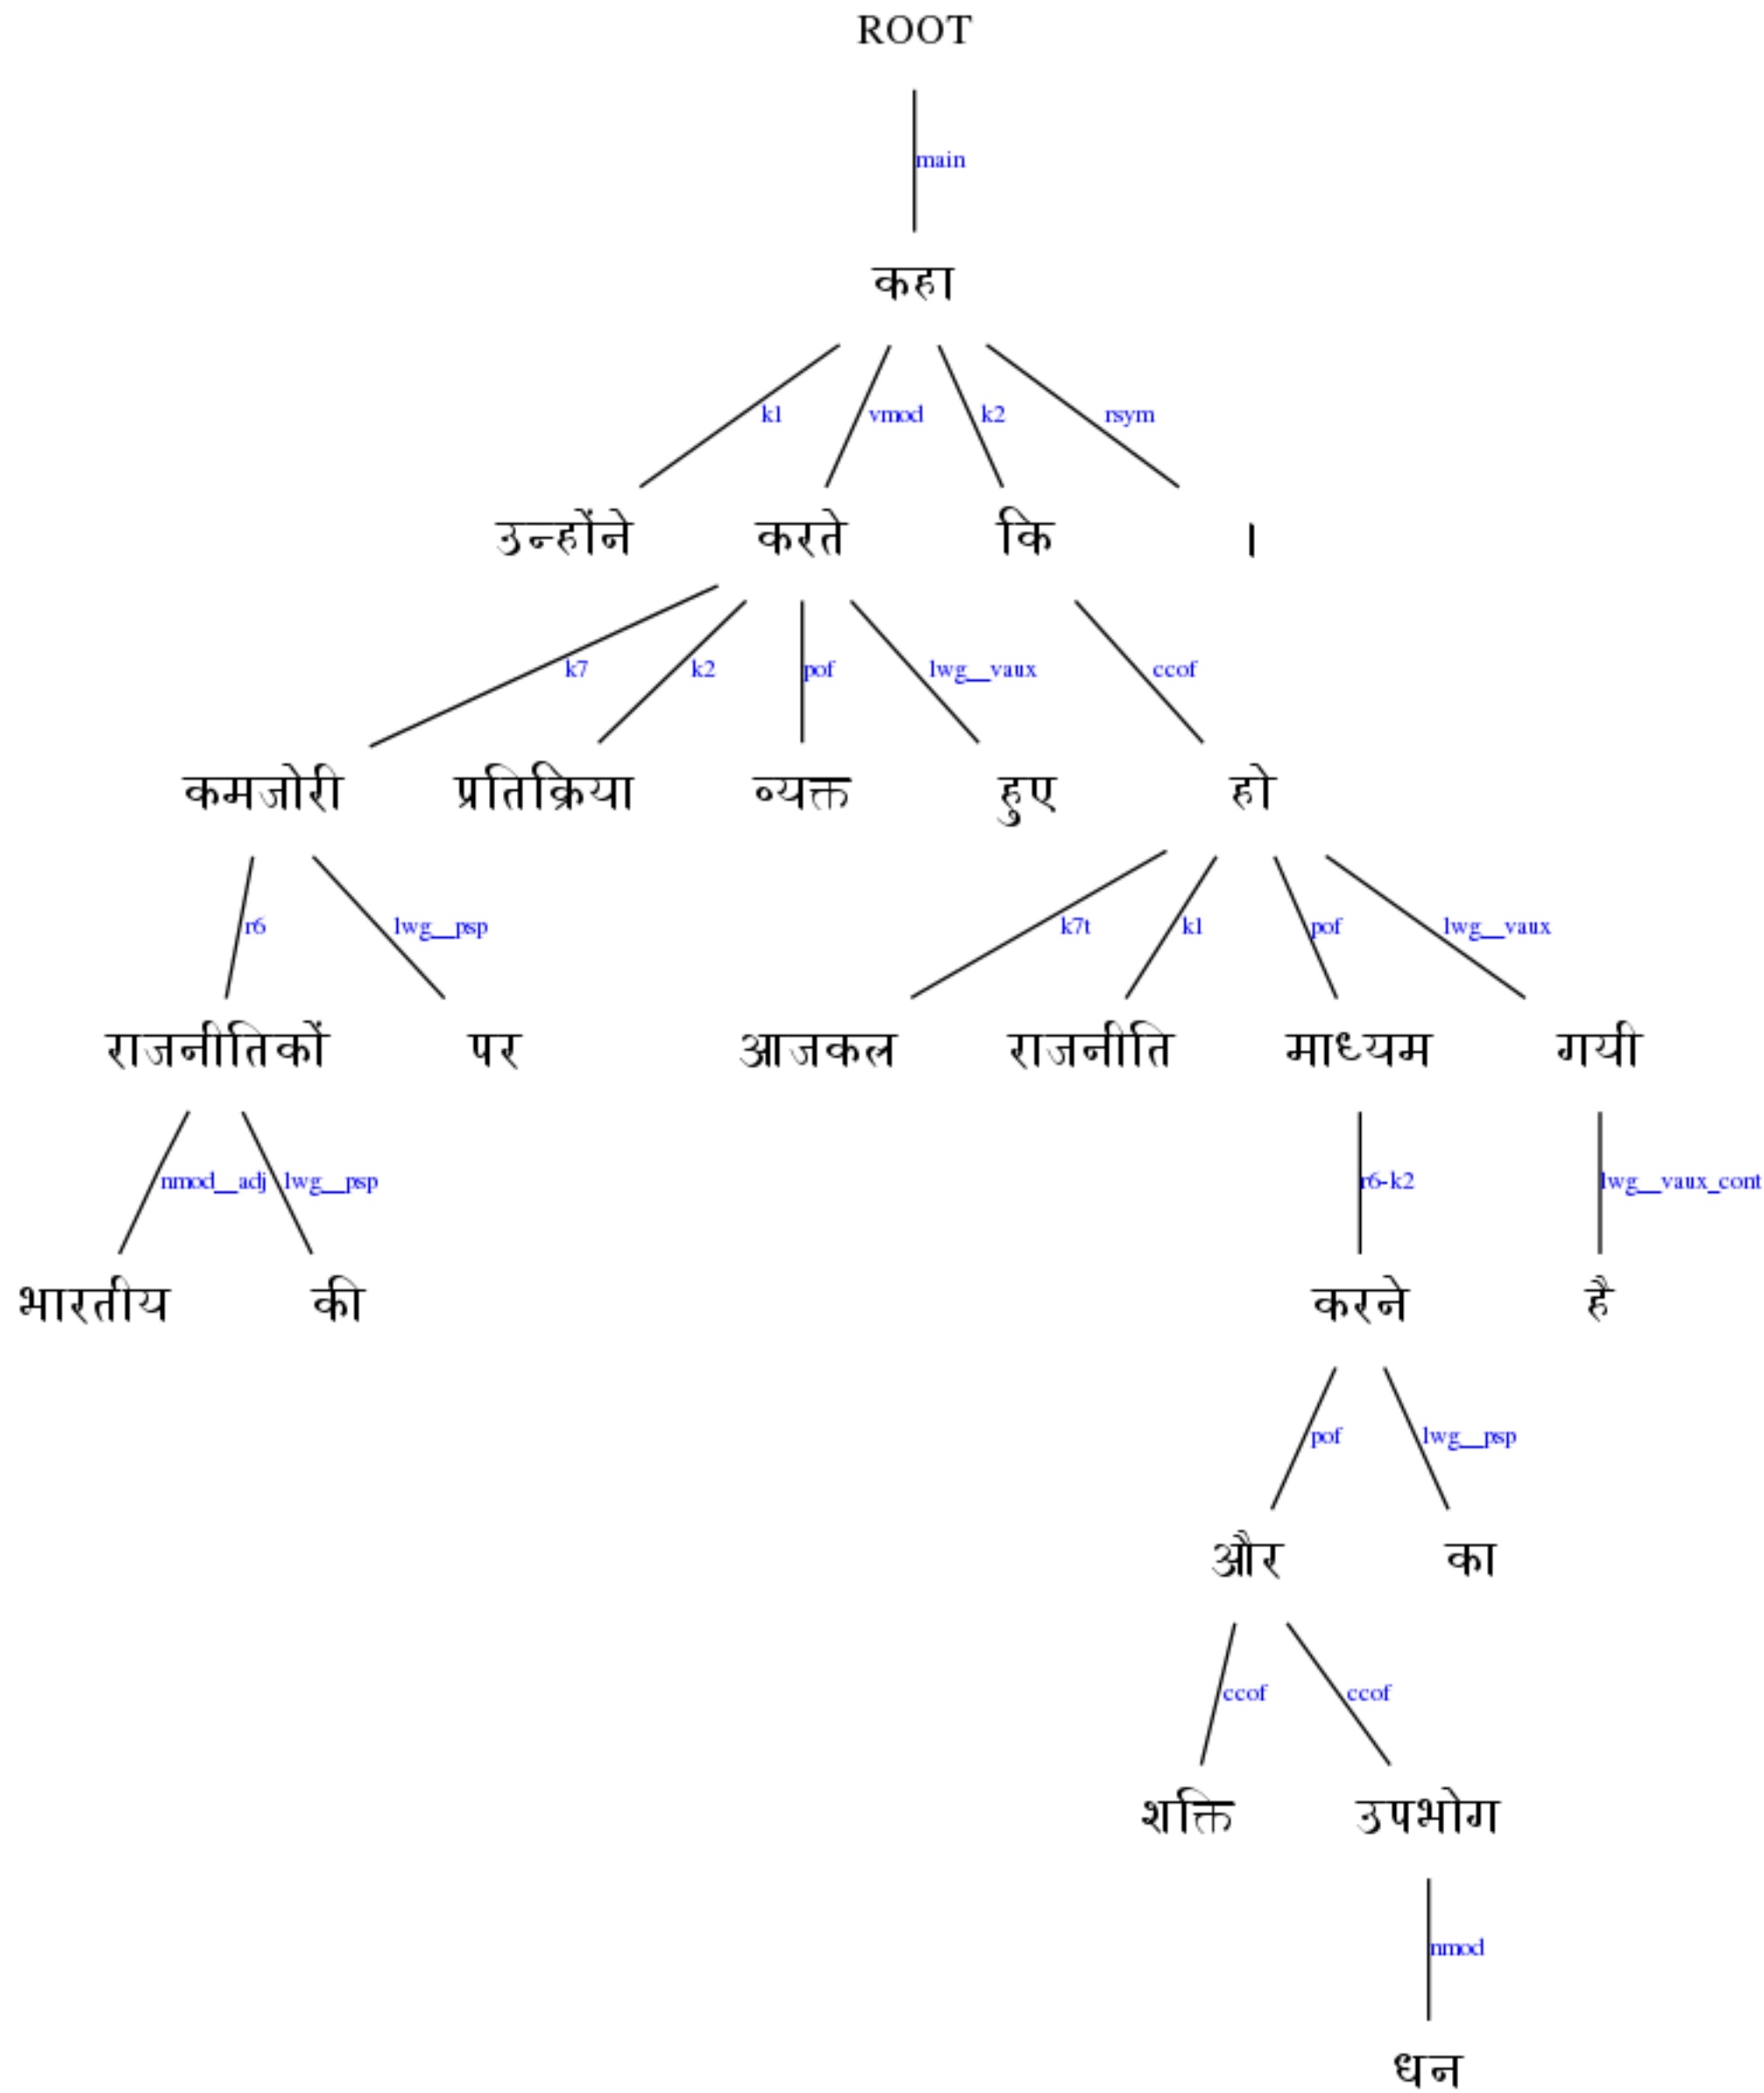 ROOT
main
कहा
k1 vmod k2 rsym
उन्होंने करते कि ।
k7 k2 pof lwg__vaux ccof
कमजोरी प्रतिक्रिया व्यक्त हुए हो
r6 lwg__psp k7t k1 pof lwg__vaux
राजनीतिकों पर आजकल राजनीति माध्यम गयी
nmod__adj lwg__psp r6-k2 lwg__vaux_cont
भारतीय की करने है
pof lwg__psp
और का
ccof ccof
शक्ति उपभोग
nmod
धन